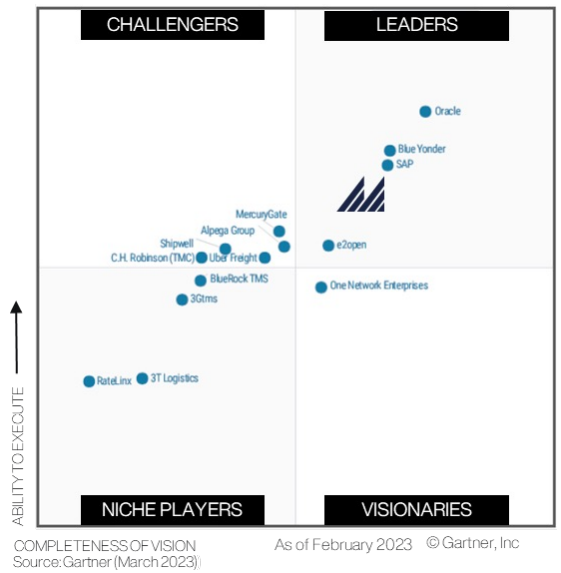 CHALLENGERS
LEADERS
Oracle
Blue Yonder
SAP
MercuryGate
Alpega Group
Shipwell
e2open
C.H. Robinson (TMC)
Uber Freight
BlueRock TMS
One Network Enterprises
3Gtms
RateLinx
3T Logistics
ABILITY TO EXECUTE
NICHE PLAYERS
VISIONARIES
COMPLETENESS OF VISION
As of February 2023
© Gartner, Inc
Source: Gartner (March 2023))